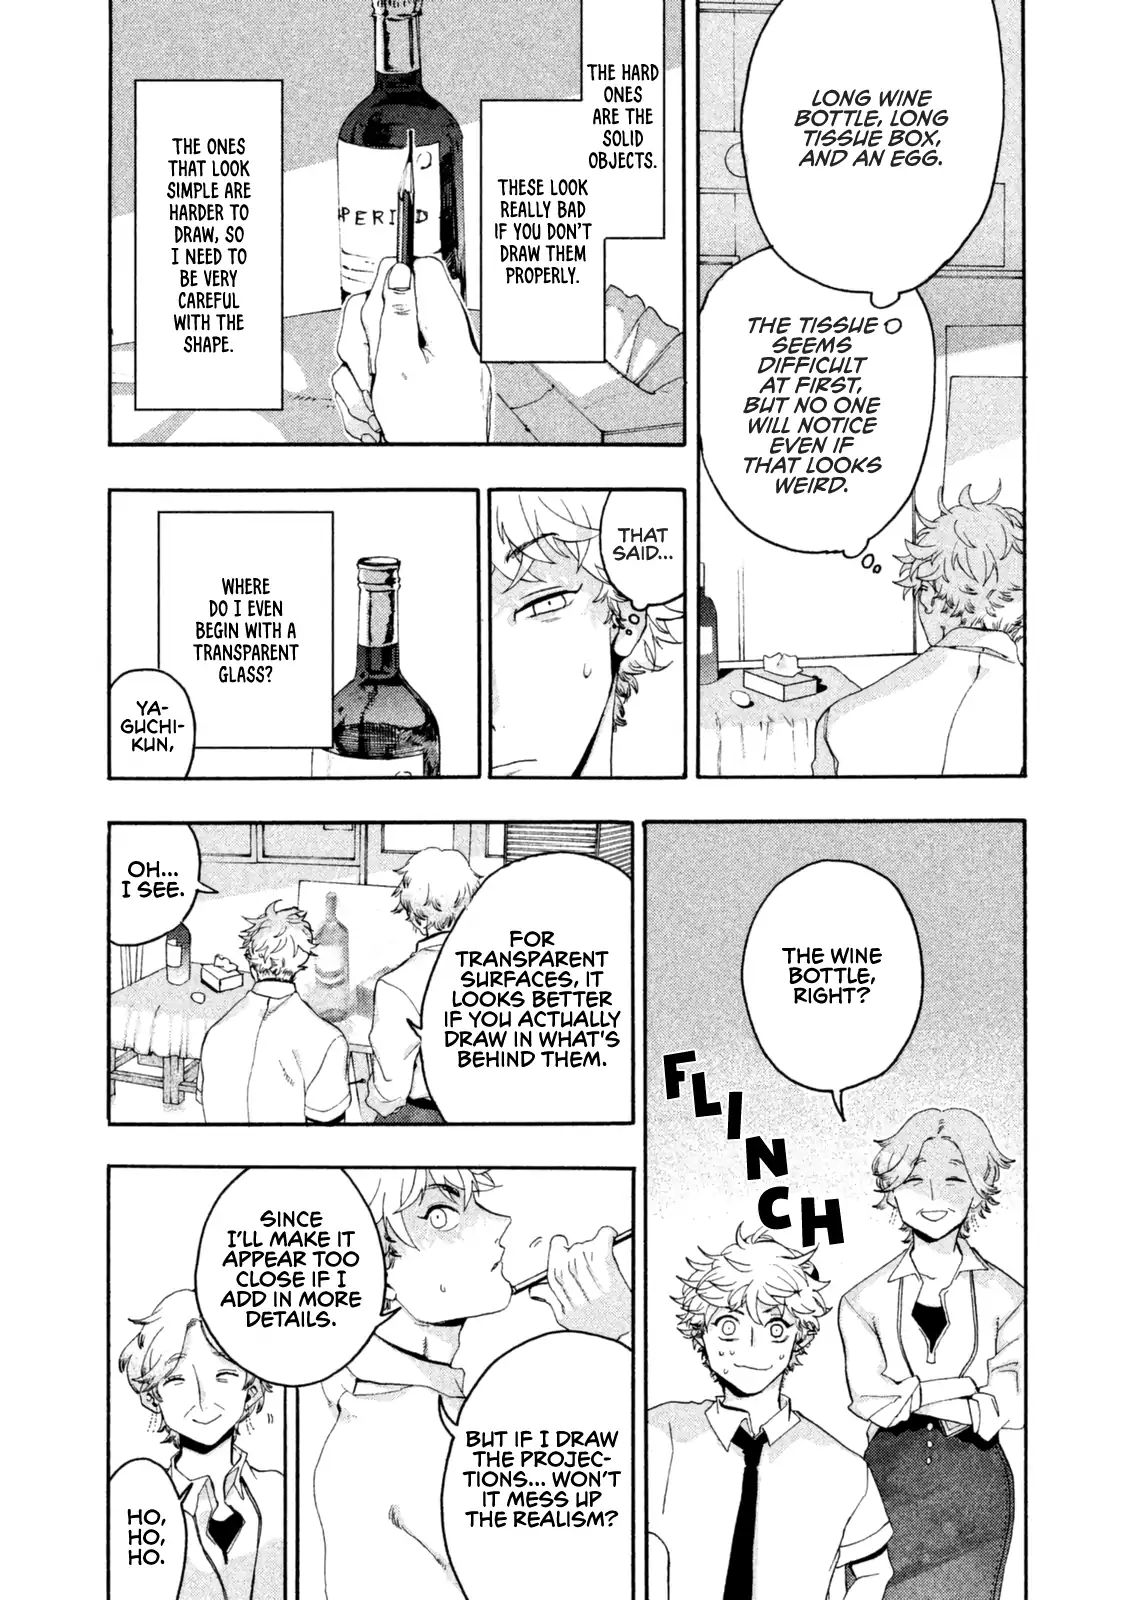 LONG WINE
BOTTLE, LONG
TISSUE BOX,
AND AN EGG.
THE TISSUE
SEEMS
DIFFICULT
AT FIRST,
BUT NO ONE
WILL NOTICE
EVEN IF
THAT LOOKS
WEIRD.
THE HARD
ONES
ARE THE
SOLID
OBJECTS.
THESE LOOK
REALLY BAD
IF YOU DON'T
DRAW THEM
PROPERLY.
PERI D
THE ONES
THAT LOOK
SIMPLE ARE
HARDER TO
DRAW, SO
I NEED TO
BE VERY
CAREFUL
WITH THE
SHAPE.
THAT
SAID...
WHERE
DO I EVEN
BEGIN WITH A
TRANSPARENT
GLASS?
YA-
GUCHI-
KUN,
THE WINE
BOTTLE,
RIGHT?
FLINCH
FOR
TRANSPARENT
SURFACES, IT
LOOKS BETTER
IF YOU ACTUALLY
DRAW IN WHAT'S
BEHIND THEM.
OH...
I SEE.
BUT IF I DRAW
THE PROJEC-
TIONS... WON'T
IT MESS UP
THE REALISM?
SINCE
I'LL MAKE IT
APPEAR TOO
CLOSE IF I
ADD IN MORE
DETAILS.
HO,
HO,
HO.